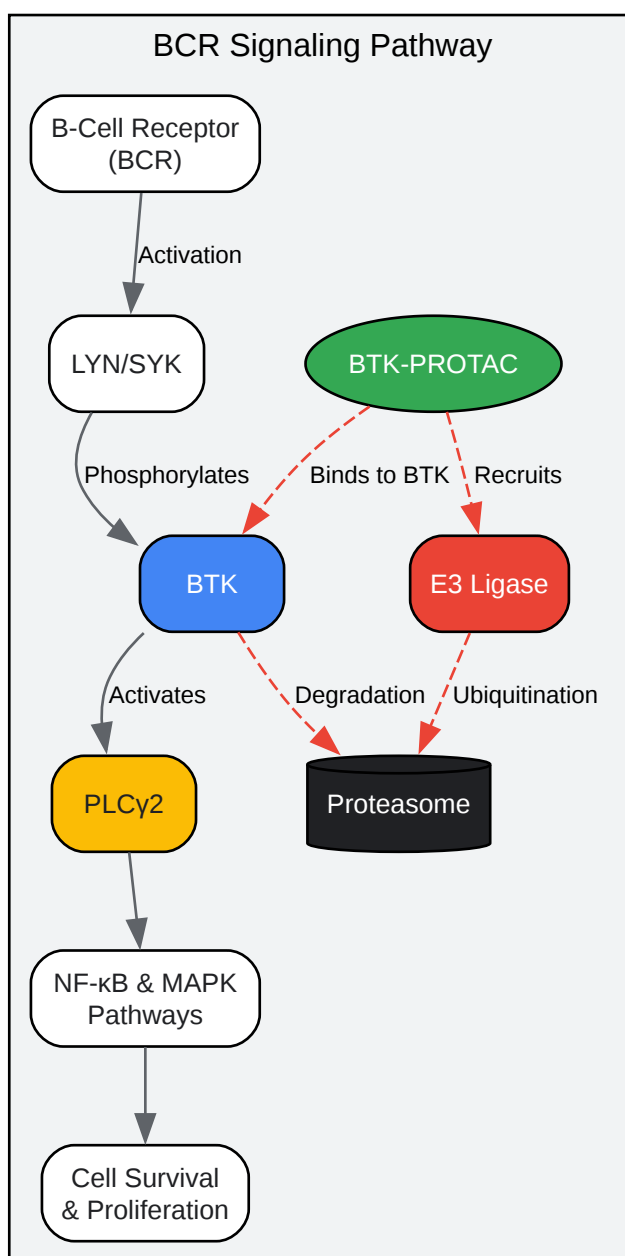 BCR Signaling Pathway
B-Cell Receptor
(BCR)
Activation
LYN/SYK
BTK-PROTAC
Phosphorylates
Binds to BTK
Recruits
BTK
E3 Ligase
Activates
Degradation
Ubiquitination
PLCγ2
Proteasome
NF-κB & MAPK
Pathways
Cell Survival
& Proliferation